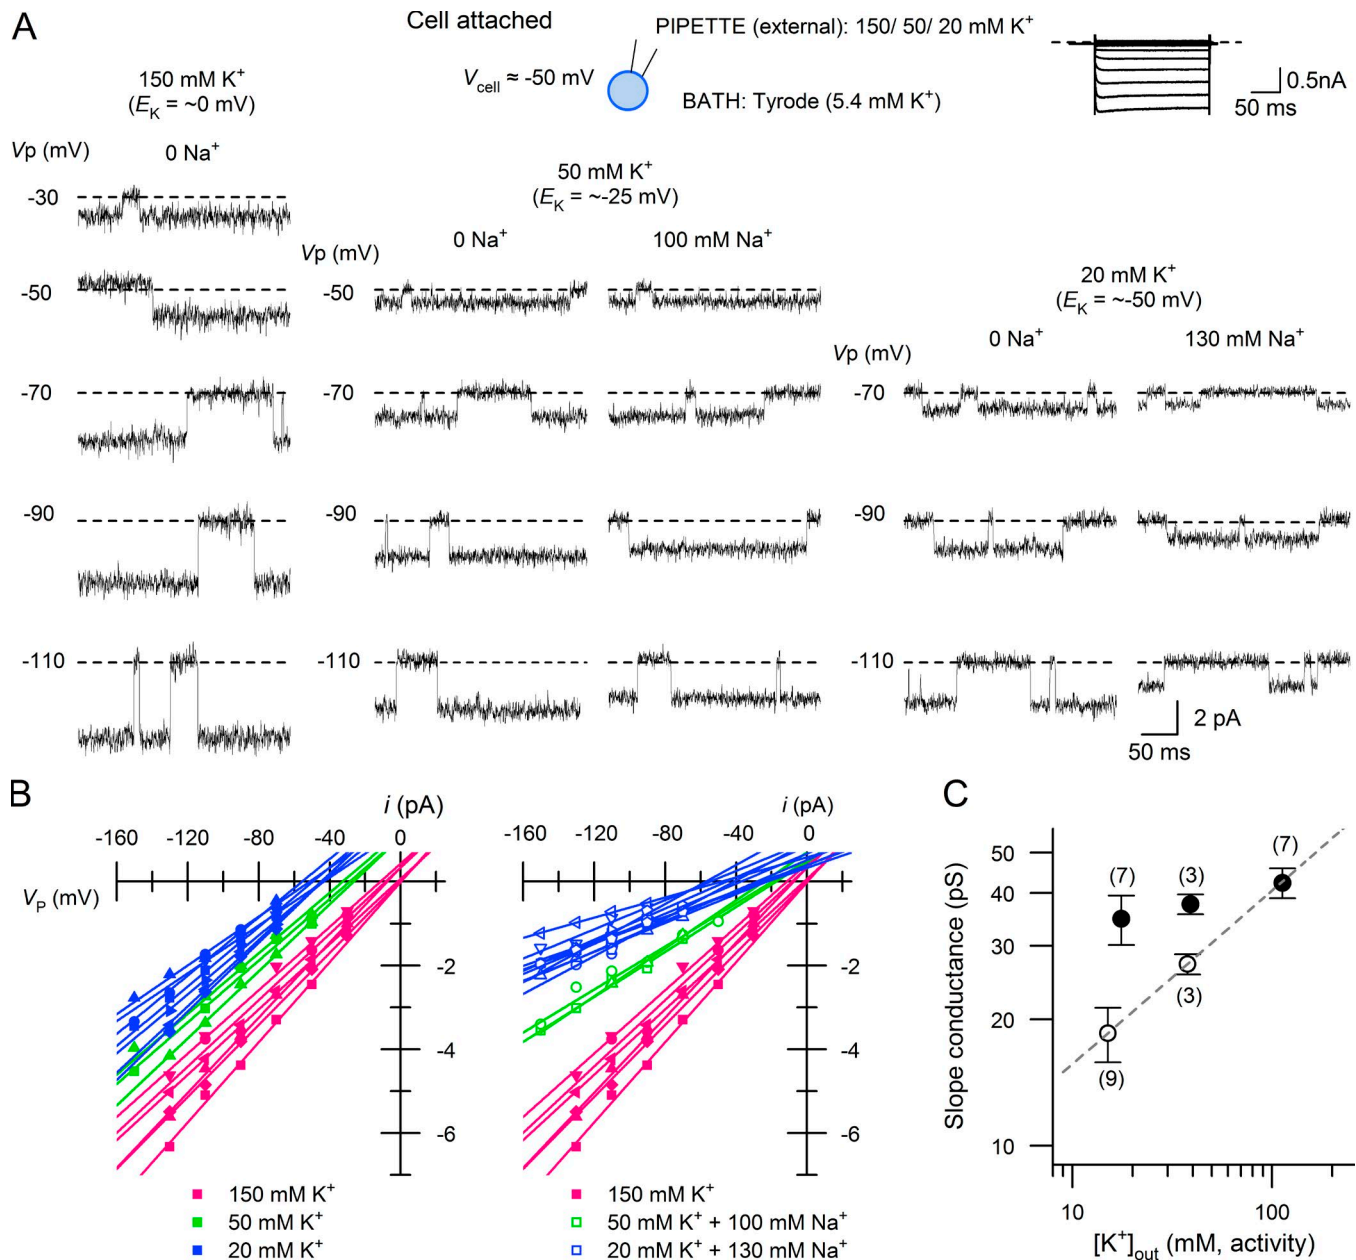 A
Cell attached
PIPETTE (external): 150/ 50/ 20 mM K⁺
V_cell ≈ -50 mV
BATH: Tyrode (5.4 mM K⁺)
0.5nA
50 ms
150 mM K⁺
(E_K = ~0 mV)
Vp (mV)
0 Na⁺
-30
-50
-70
-90
-110
50 mM K⁺
(E_K = ~-25 mV)
Vp (mV)
0 Na⁺
100 mM Na⁺
-50
-70
-90
-110
20 mM K⁺
(E_K = ~-50 mV)
Vp (mV)
0 Na⁺
130 mM Na⁺
-70
-90
-110
2 pA
50 ms
B
i (pA)
-160 -120 -80 -40 0
V_P (mV)
-2
-4
-6
150 mM K⁺
50 mM K⁺
20 mM K⁺
i (pA)
-160 -120 -80 -40 0
-2
-4
-6
150 mM K⁺
50 mM K⁺ + 100 mM Na⁺
20 mM K⁺ + 130 mM Na⁺
C
Slope conductance (pS)
50
40
30
20
10
(7)
(3)
(7)
(3)
(9)
10 100
[K⁺]out (mM, activity)